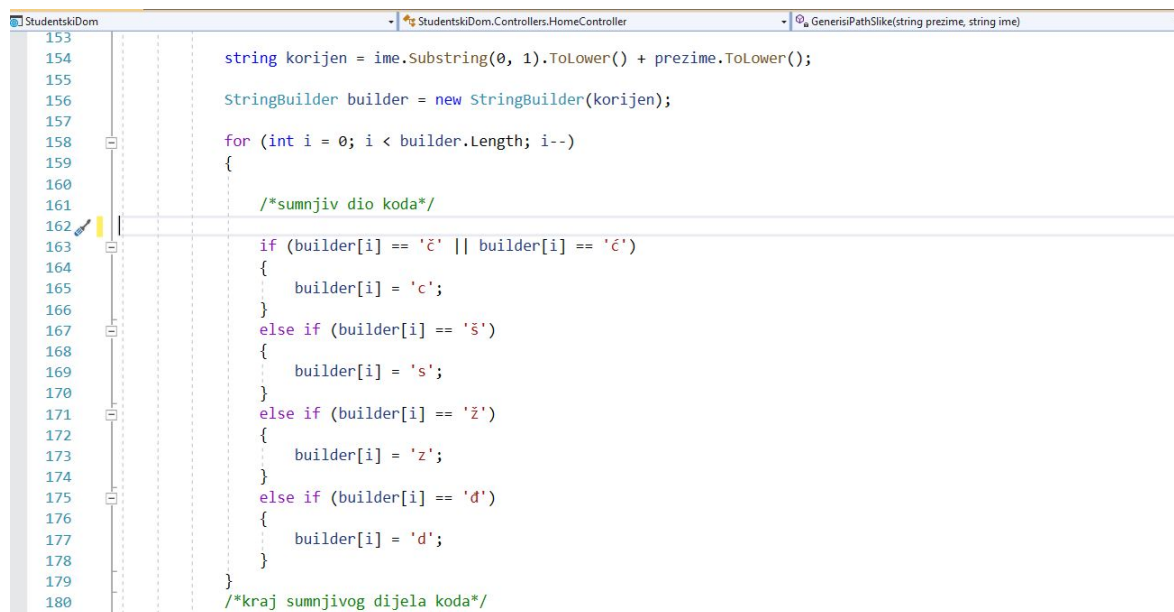 StudentskiDom StudentskiDom.Controllers.HomeController GenerisiPathSlike(string prezime, string ime)
153
154 string korijen = ime.Substring(0, 1).ToLower() + prezime.ToLower();
155
156 StringBuilder builder = new StringBuilder(korijen);
157
158 for (int i = 0; i < builder.Length; i--)
159 {
160
161 /*sumnjiv dio koda*/
162
163 if (builder[i] == 'č' || builder[i] == 'ć')
164 {
165 builder[i] = 'c';
166 }
167 else if (builder[i] == 'š')
168 {
169 builder[i] = 's';
170 }
171 else if (builder[i] == 'ž')
172 {
173 builder[i] = 'z';
174 }
175 else if (builder[i] == 'đ')
176 {
177 builder[i] = 'd';
178 }
179 }
180 /*kraj sumnjivog dijela koda*/